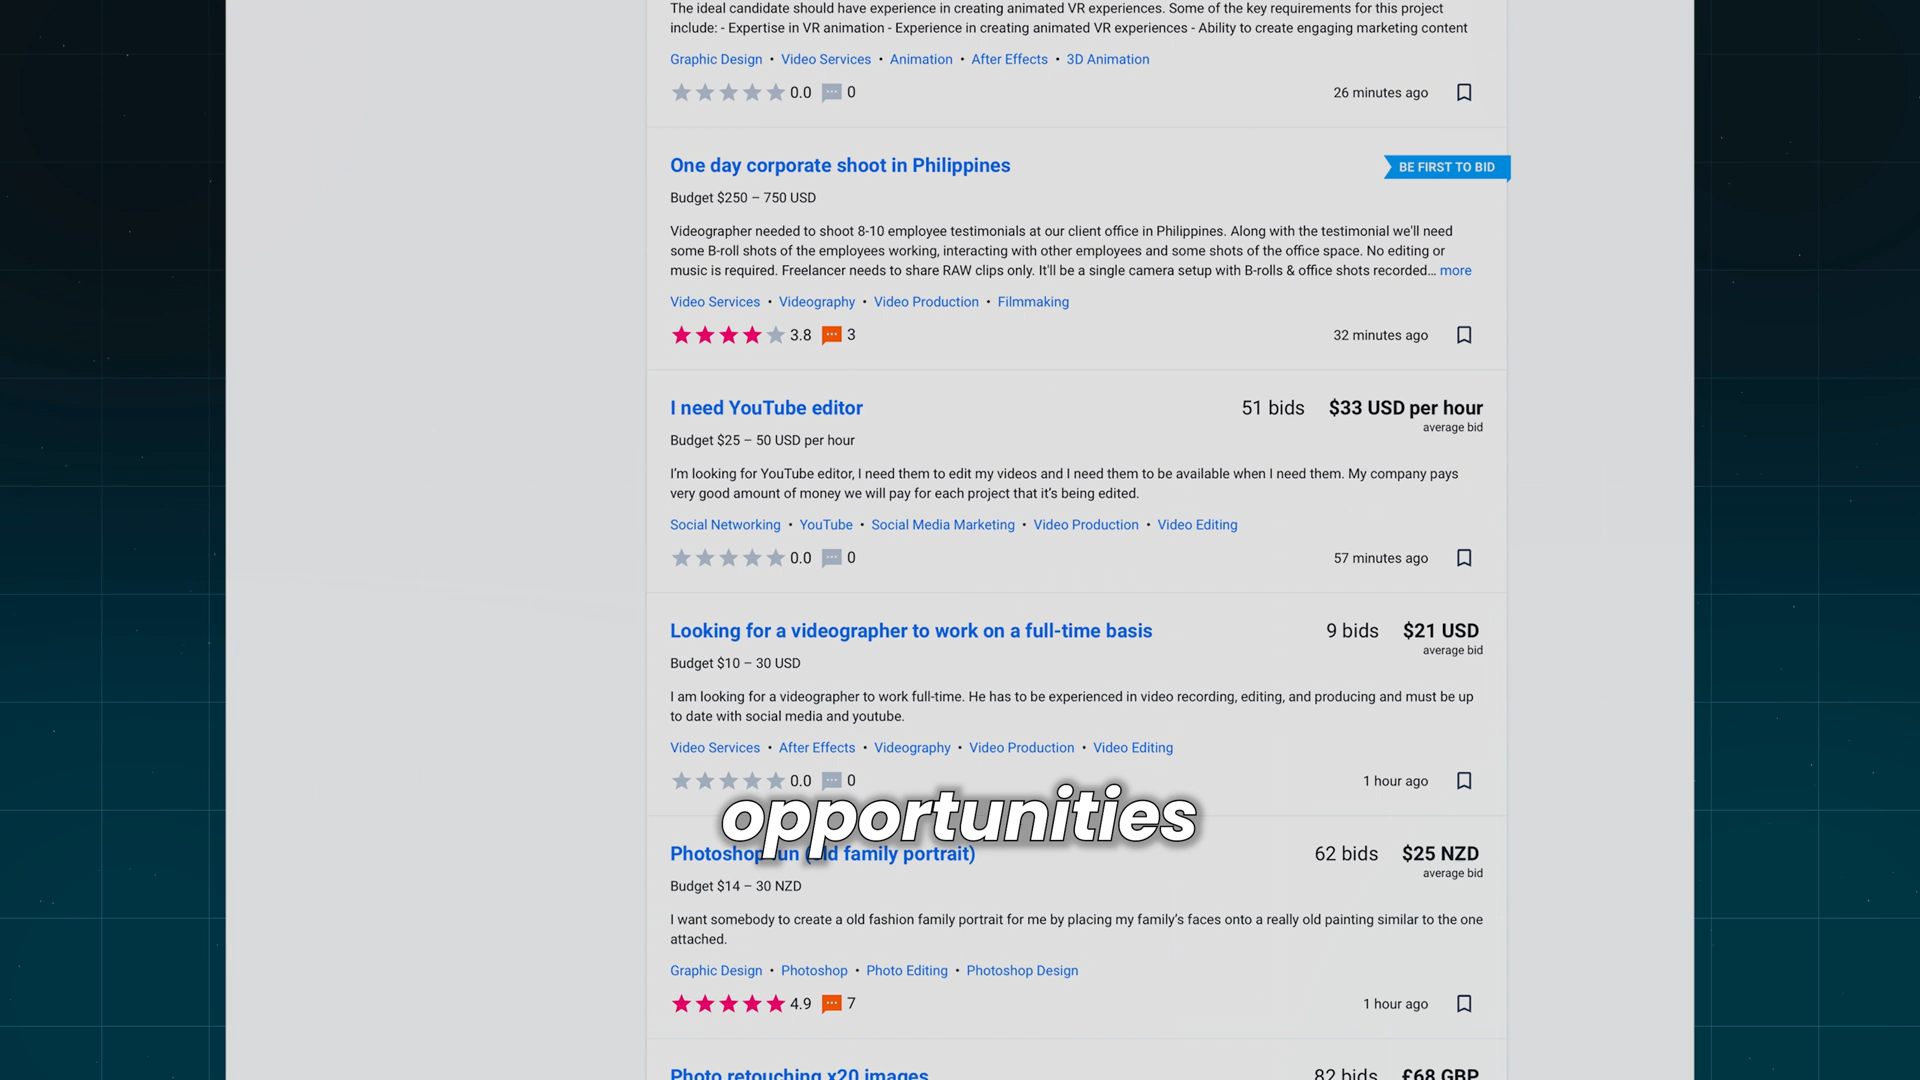 The ideal candidate should have experience in creating animated VR experiences. Some of the key requirements for this project
include: - Expertise in VR animation - Experience in creating animated VR experiences - Ability to create engaging marketing content
Graphic Design • Video Services • Animation • After Effects • 3D Animation
0.0 0 26 minutes ago
One day corporate shoot in Philippines BE FIRST TO BID
Budget $250 – 750 USD
Videographer needed to shoot 8-10 employee testimonials at our client office in Philippines. Along with the testimonial we'll need
some B-roll shots of the employees working, interacting with other employees and some shots of the office space. No editing or
music is required. Freelancer needs to share RAW clips only. It'll be a single camera setup with B-rolls & office shots recorded... more
Video Services • Videography • Video Production • Filmmaking
3.8 3 32 minutes ago
I need YouTube editor 51 bids $33 USD per hour
average bid
Budget $25 – 50 USD per hour
I'm looking for YouTube editor, I need them to edit my videos and I need them to be available when I need them. My company pays
very good amount of money we will pay for each project that it's being edited.
Social Networking • YouTube • Social Media Marketing • Video Production • Video Editing
0.0 0 57 minutes ago
Looking for a videographer to work on a full-time basis 9 bids $21 USD
average bid
Budget $10 – 30 USD
I am looking for a videographer to work full-time. He has to be experienced in video recording, editing, and producing and must be up
to date with social media and youtube.
Video Services • After Effects • Videography • Video Production • Video Editing
0.0 0 1 hour ago
opportunities
Photoshop family portrait) 62 bids $25 NZD
average bid
Budget $14 – 30 NZD
I want somebody to create a old fashion family portrait for me by placing my family's faces onto a really old painting similar to the one
attached.
Graphic Design • Photoshop • Photo Editing • Photoshop Design
4.9 7 1 hour ago
Photo retouching x20 images 82 bids £68 GBP